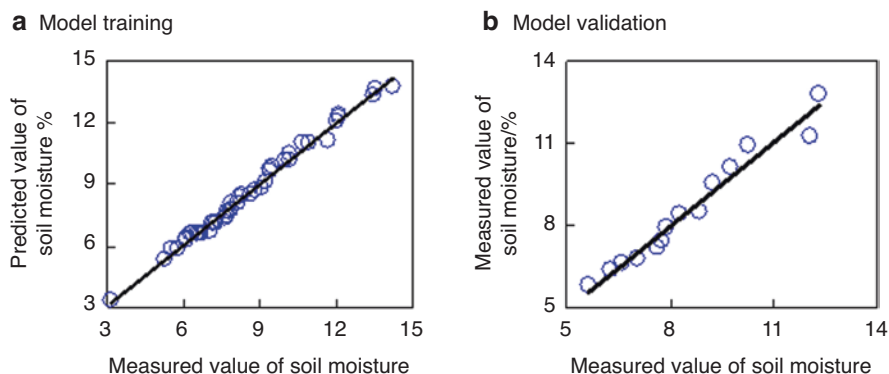 a Model training
15
12
9
6
3
Predicted value of
soil moisture %
3 6 9 12 15
Measured value of soil moisture
b Model validation
14
11
8
5
Measured value of
soil moisture/%
5 8 11 14
Measured value of soil moisture